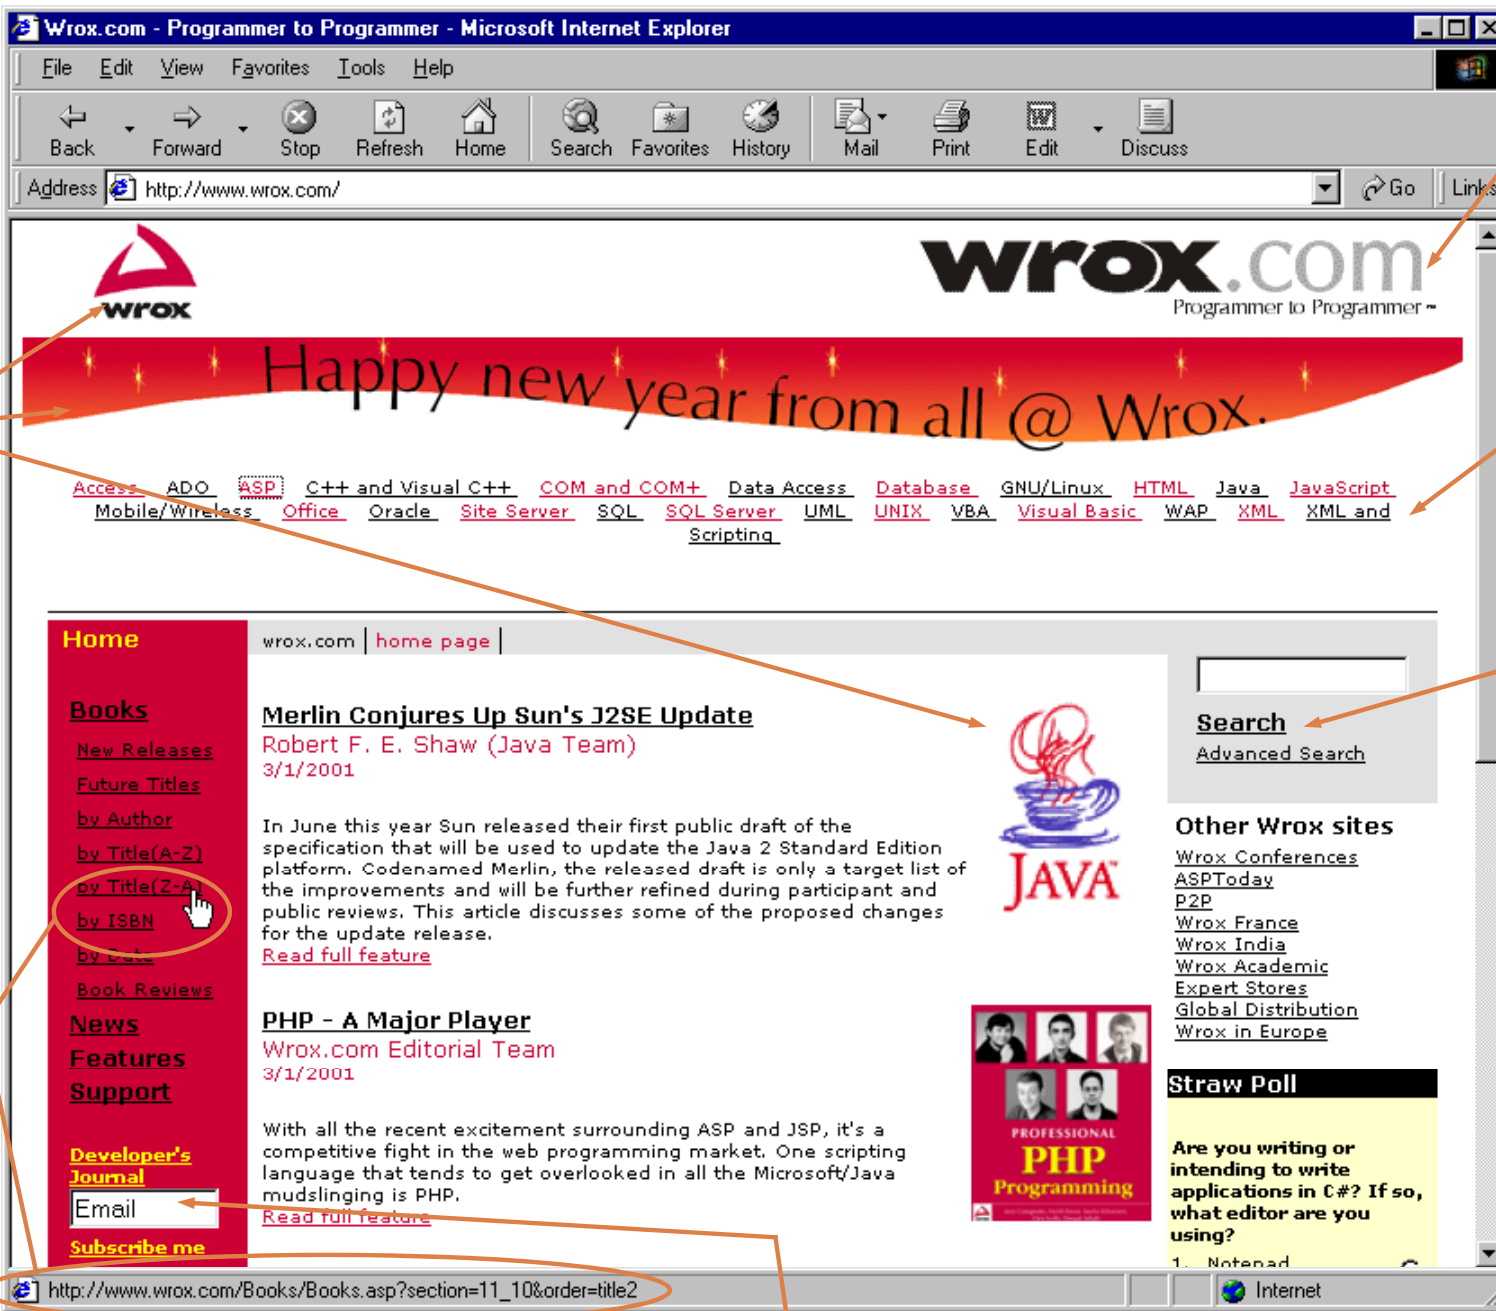 Wrox.com - Programmer to Programmer - Microsoft Internet Explorer
File Edit View Favorites Tools Help
Back Forward Stop Refresh Home Search Favorites History Mail Print Edit Discuss
Address http://www.wrox.com/ Go Links
wrox
wrox.com
Programmer to Programmer ™
Happy new year from all @ Wrox.
Access ADO ASP C++ and Visual C++ COM and COM+ Data Access Database GNU/Linux HTML Java JavaScript
Mobile/Wireless Office Oracle Site Server SQL SQL Server UML UNIX VBA Visual Basic WAP XML XML and
Scripting
Home
Books
New Releases
Future Titles
by Author
by Title(A-Z)
by Title(Z-A)
by ISBN
by Date
Book Reviews
News
Features
Support
Developer's
Journal
Email
Subscribe me
wrox.com | home page |
Merlin Conjures Up Sun's J2SE Update
Robert F. E. Shaw (Java Team)
3/1/2001
In June this year Sun released their first public draft of the
specification that will be used to update the Java 2 Standard Edition
platform. Codenamed Merlin, the released draft is only a target list of
the improvements and will be further refined during participant and
public reviews. This article discusses some of the proposed changes
for the update release.
Read full feature
JAVA
PHP - A Major Player
Wrox.com Editorial Team
3/1/2001
With all the recent excitement surrounding ASP and JSP, it's a
competitive fight in the web programming market. One scripting
language that tends to get overlooked in all the Microsoft/Java
mudslinging is PHP.
Read full feature
PROFESSIONAL
PHP
Programming
Search
Advanced Search
Other Wrox sites
Wrox Conferences
ASPToday
P2P
Wrox France
Wrox India
Wrox Academic
Expert Stores
Global Distribution
Wrox in Europe
Straw Poll
Are you writing or
intending to write
applications in C#? If so,
what editor are you
using?
1. Notepad
http://www.wrox.com/Books/Books.asp?section=11_10&order=title2
Internet